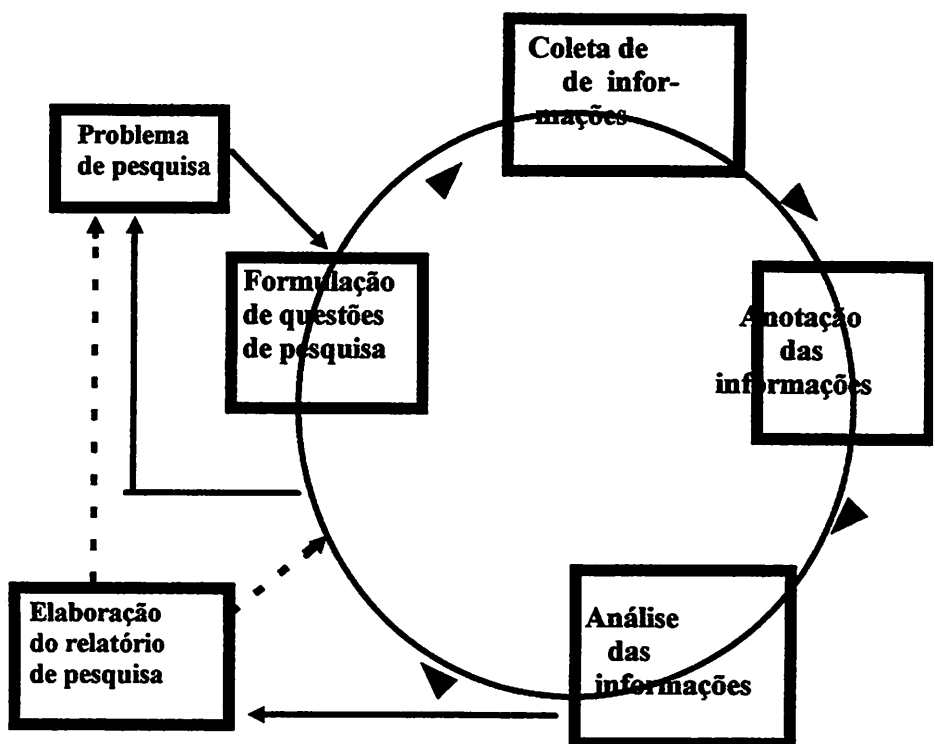 Coleta de
de infor-
mações
Problema
de pesquisa
Formulação
de questões
de pesquisa
Anotação
das
informações
Elaboração
do relatório
de pesquisa
Análise
das
informações